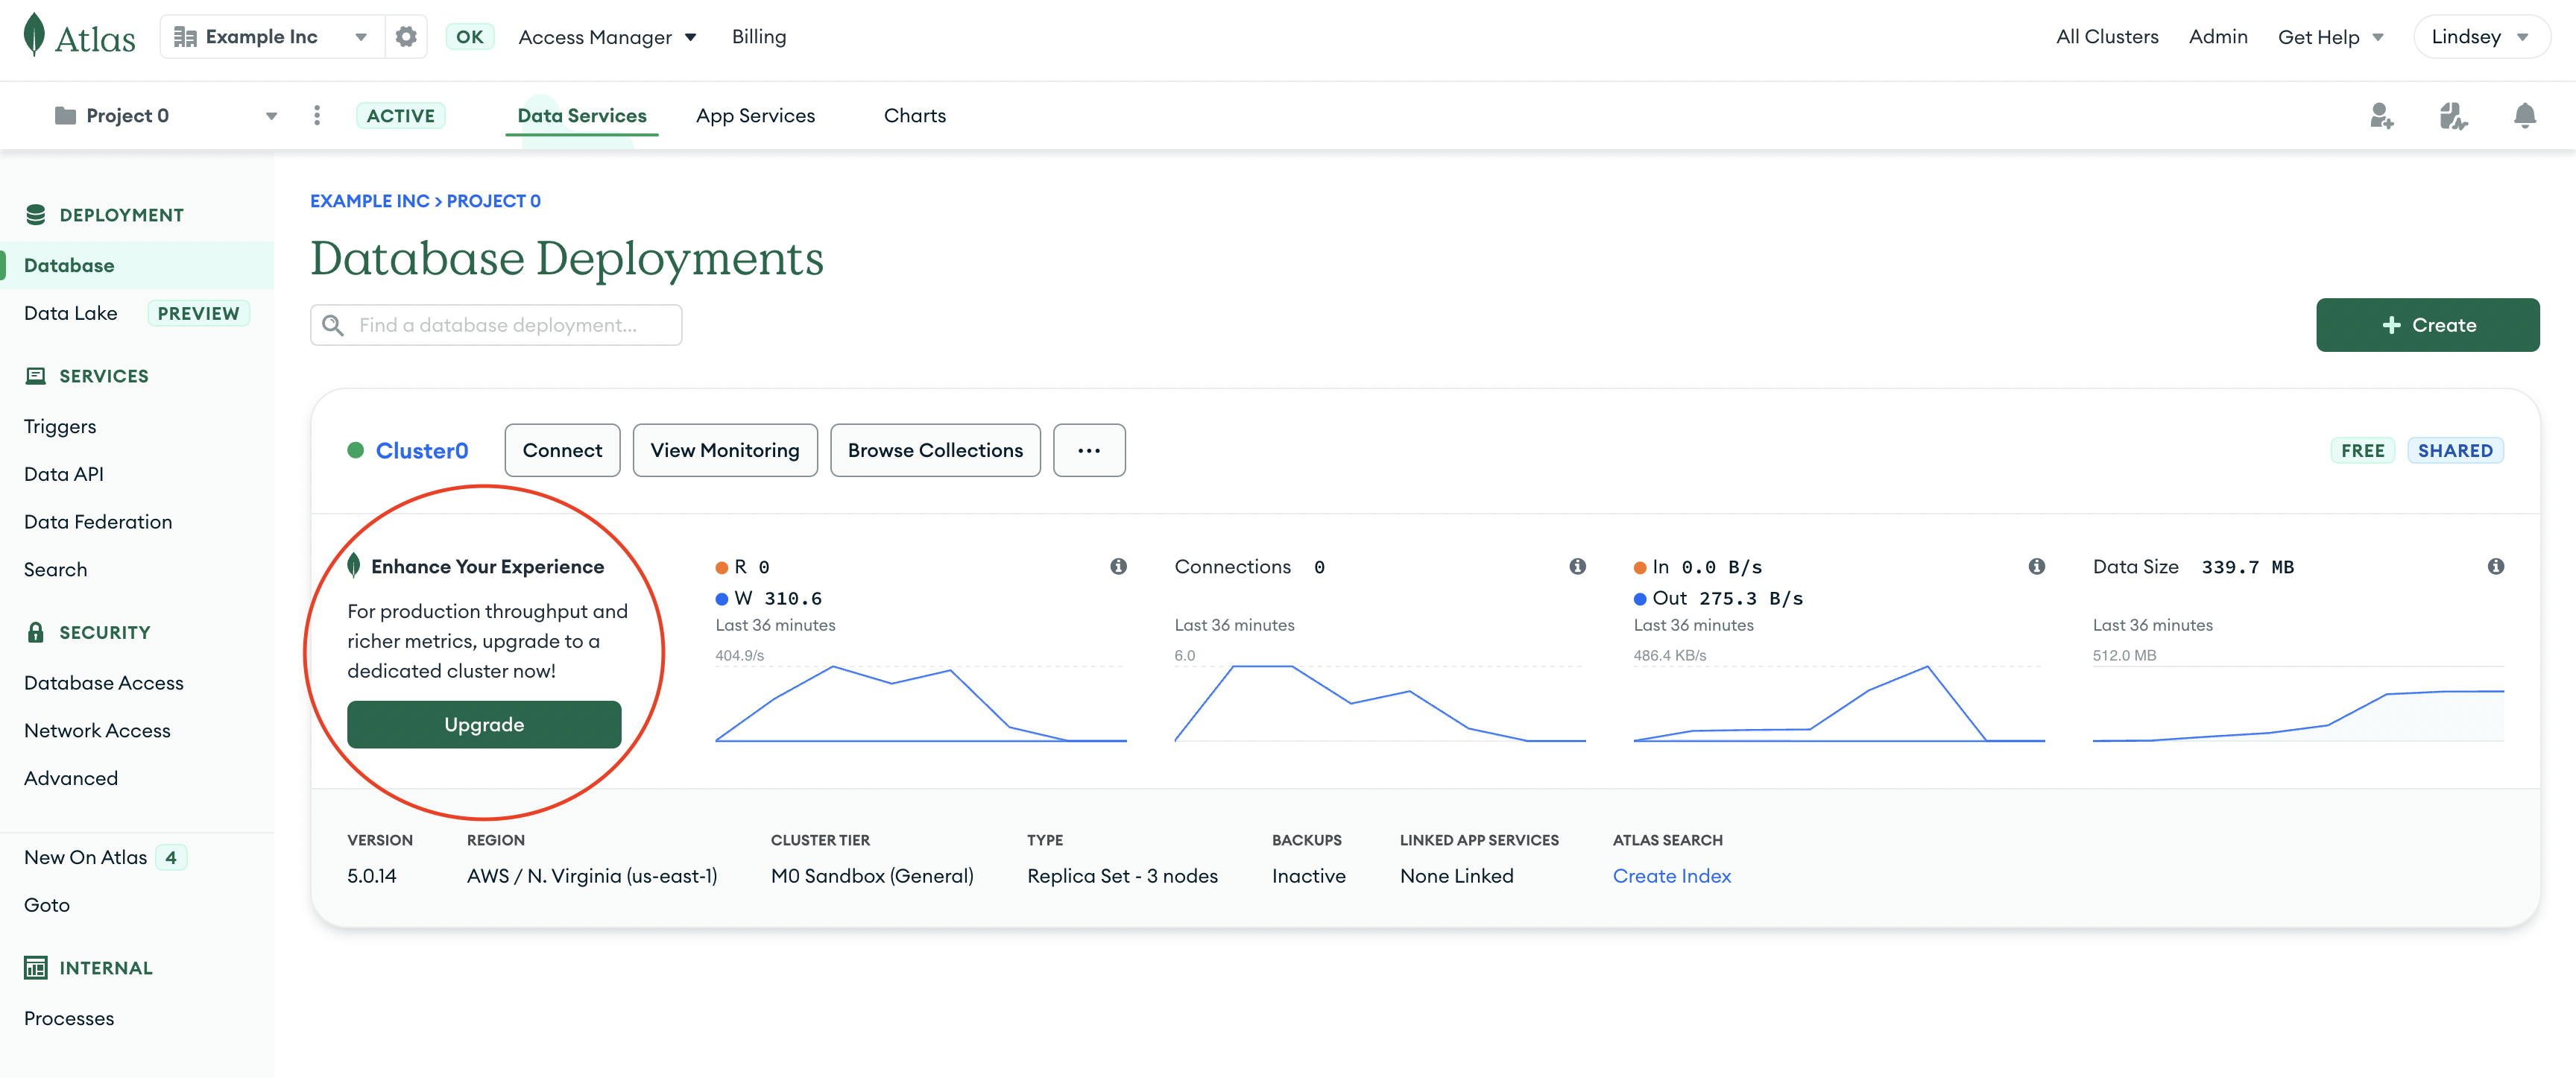 Atlas
Example Inc
OK
Access Manager
Billing
All Clusters
Admin
Get Help
Lindsey
Project 0
ACTIVE
Data Services
App Services
Charts
DEPLOYMENT
Database
Data Lake PREVIEW
SERVICES
Triggers
Data API
Data Federation
Search
SECURITY
Database Access
Network Access
Advanced
New On Atlas 4
Goto
INTERNAL
Processes
EXAMPLE INC > PROJECT 0
Database Deployments
Find a database deployment...
+ Create
Cluster0
Connect
View Monitoring
Browse Collections
...
FREE
SHARED
Enhance Your Experience
For production throughput and
richer metrics, upgrade to a
dedicated cluster now!
Upgrade
R 0
W 310.6
Last 36 minutes
404.9/s
Connections 0
Last 36 minutes
6.0
In 0.0 B/s
Out 275.3 B/s
Last 36 minutes
486.4 KB/s
Data Size 339.7 MB
Last 36 minutes
512.0 MB
VERSION
5.0.14
REGION
AWS / N. Virginia (us-east-1)
CLUSTER TIER
M0 Sandbox (General)
TYPE
Replica Set - 3 nodes
BACKUPS
Inactive
LINKED APP SERVICES
None Linked
ATLAS SEARCH
Create Index